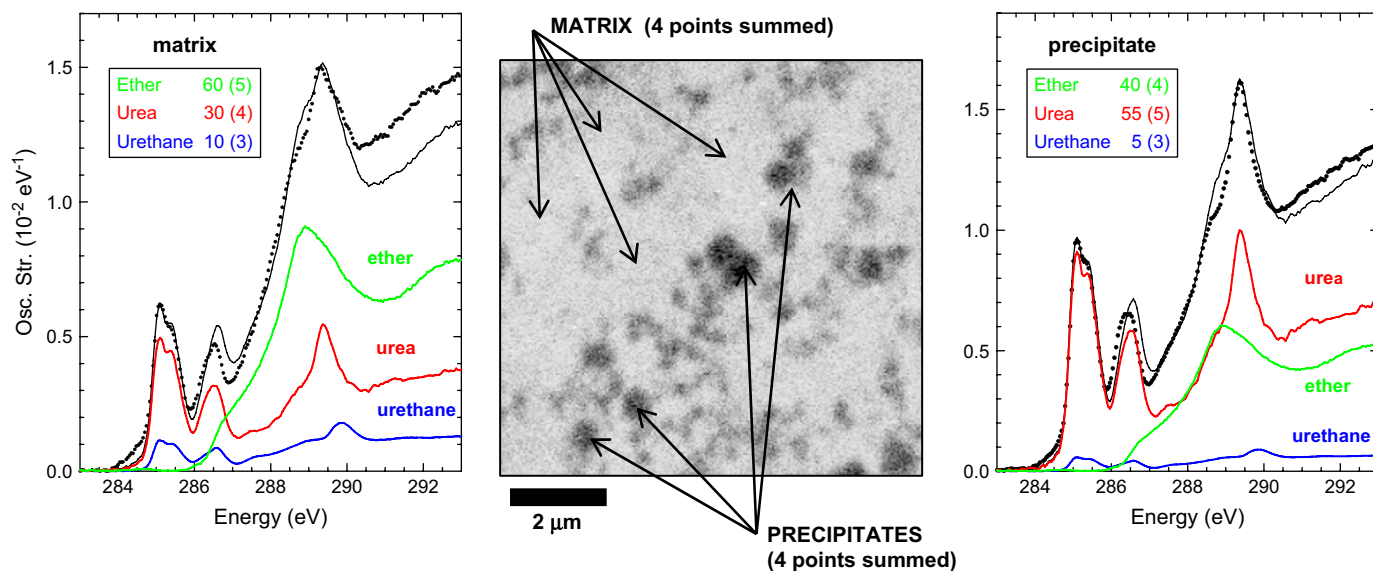 matrix
Ether 60 (5)
Urea 30 (4)
Urethane 10 (3)
Osc. Str. (10⁻² eV⁻¹)
1.5
1.0
0.5
0.0
ether
urea
urethane
284 286 288 290 292
Energy (eV)
MATRIX (4 points summed)
2 µm
PRECIPITATES
(4 points summed)
precipitate
Ether 40 (4)
Urea 55 (5)
Urethane 5 (3)
1.5
1.0
0.5
0.0
urea
ether
urethane
284 286 288 290 292
Energy (eV)